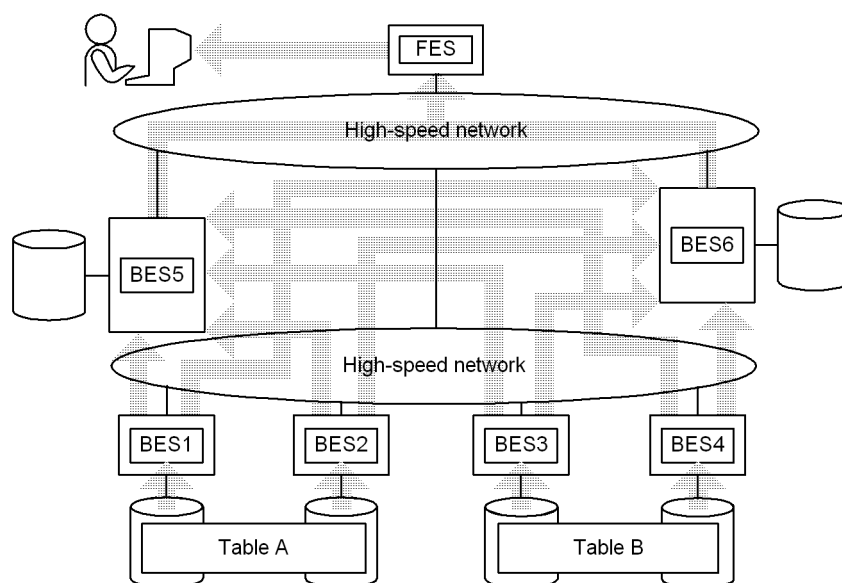 FES
High-speed network
BES5
BES6
High-speed network
BES1
BES2
BES3
BES4
Table A
Table B